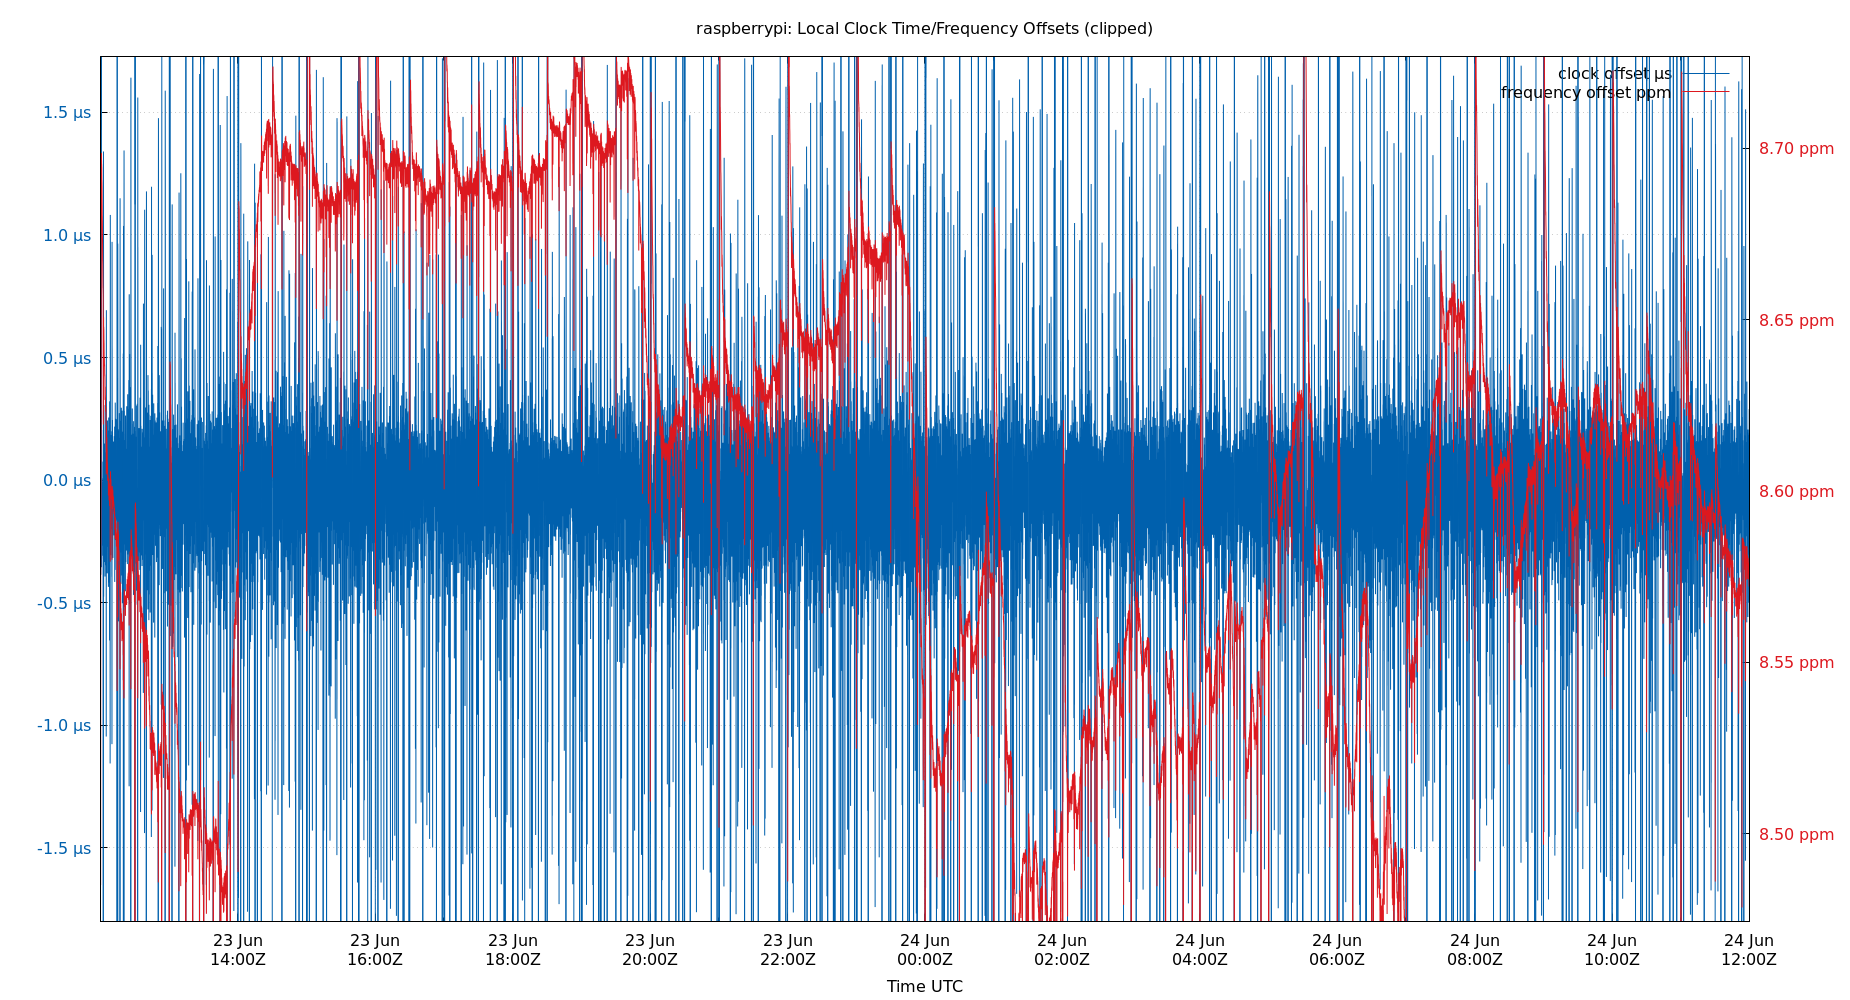 raspberrypi: Local Clock Time/Frequency Offsets (clipped)
clock offset µs
frequency offset ppm
1.5 µs
1.0 µs
0.5 µs
0.0 µs
-0.5 µs
-1.0 µs
-1.5 µs
8.70 ppm
8.65 ppm
8.60 ppm
8.55 ppm
8.50 ppm
23 Jun 23 Jun 23 Jun 23 Jun 23 Jun 24 Jun 24 Jun 24 Jun 24 Jun 24 Jun 24 Jun 24 Jun
14:00Z 16:00Z 18:00Z 20:00Z 22:00Z 00:00Z 02:00Z 04:00Z 06:00Z 08:00Z 10:00Z 12:00Z
Time UTC